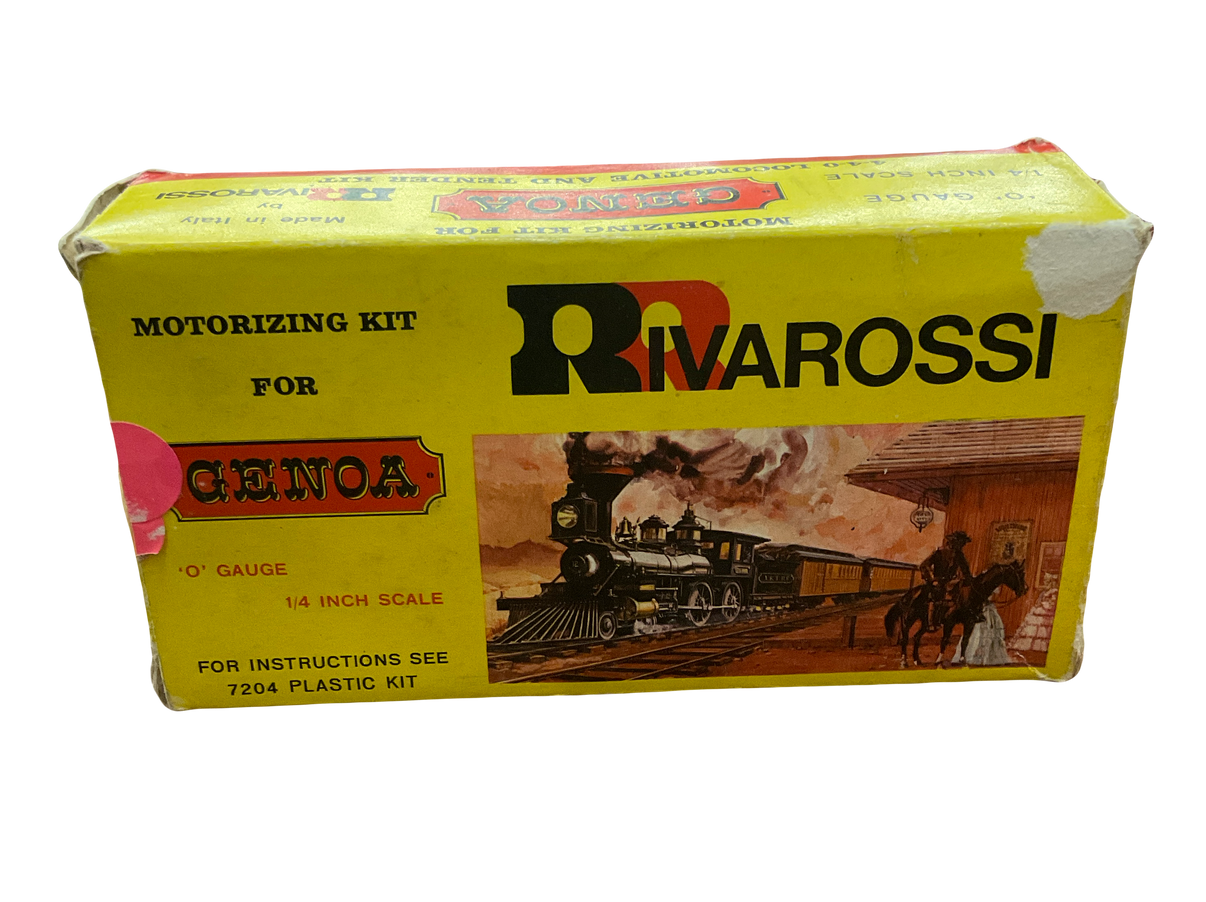 MOTORIZING KIT FOR
GENOA
4-4-0 LOCOMOTIVE AND TENDER KIT
'O' GAUGE
1/4 INCH SCALE
Made in Italy
by
RIVAROSSI
MOTORIZING KIT
FOR
GENOA
'O' GAUGE
1/4 INCH SCALE
FOR INSTRUCTIONS SEE
7204 PLASTIC KIT
RIVAROSSI